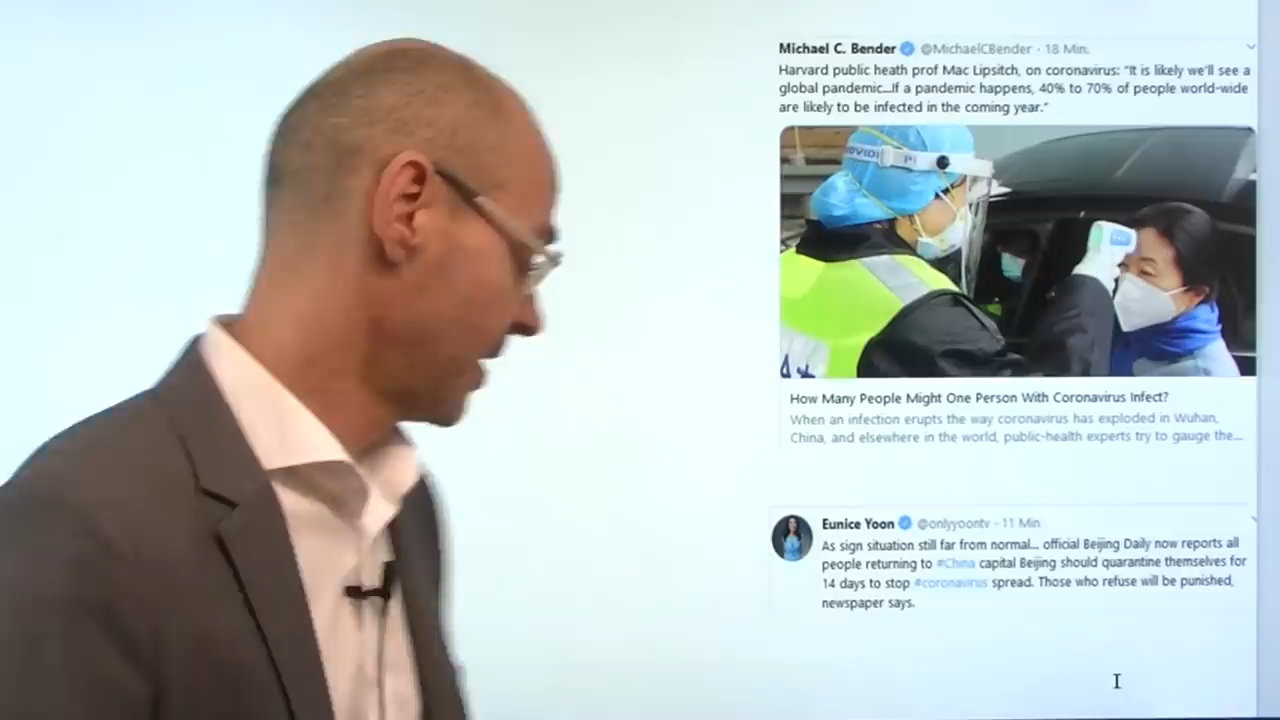 Michael C. Bender @MichaelCBender · 18 Min.
Harvard public heath prof Mac Lipsitch, on coronavirus: "It is likely we'll see a
global pandemic...If a pandemic happens, 40% to 70% of people world-wide
are likely to be infected in the coming year."
How Many People Might One Person With Coronavirus Infect?
When an infection erupts the way coronavirus has exploded in Wuhan,
China, and elsewhere in the world, public-health experts try to gauge the...
Eunice Yoon @onlyyoontv · 11 Min.
As sign situation still far from normal... official Beijing Daily now reports all
people returning to #China capital Beijing should quarantine themselves for
14 days to stop #coronavirus spread. Those who refuse will be punished,
newspaper says.